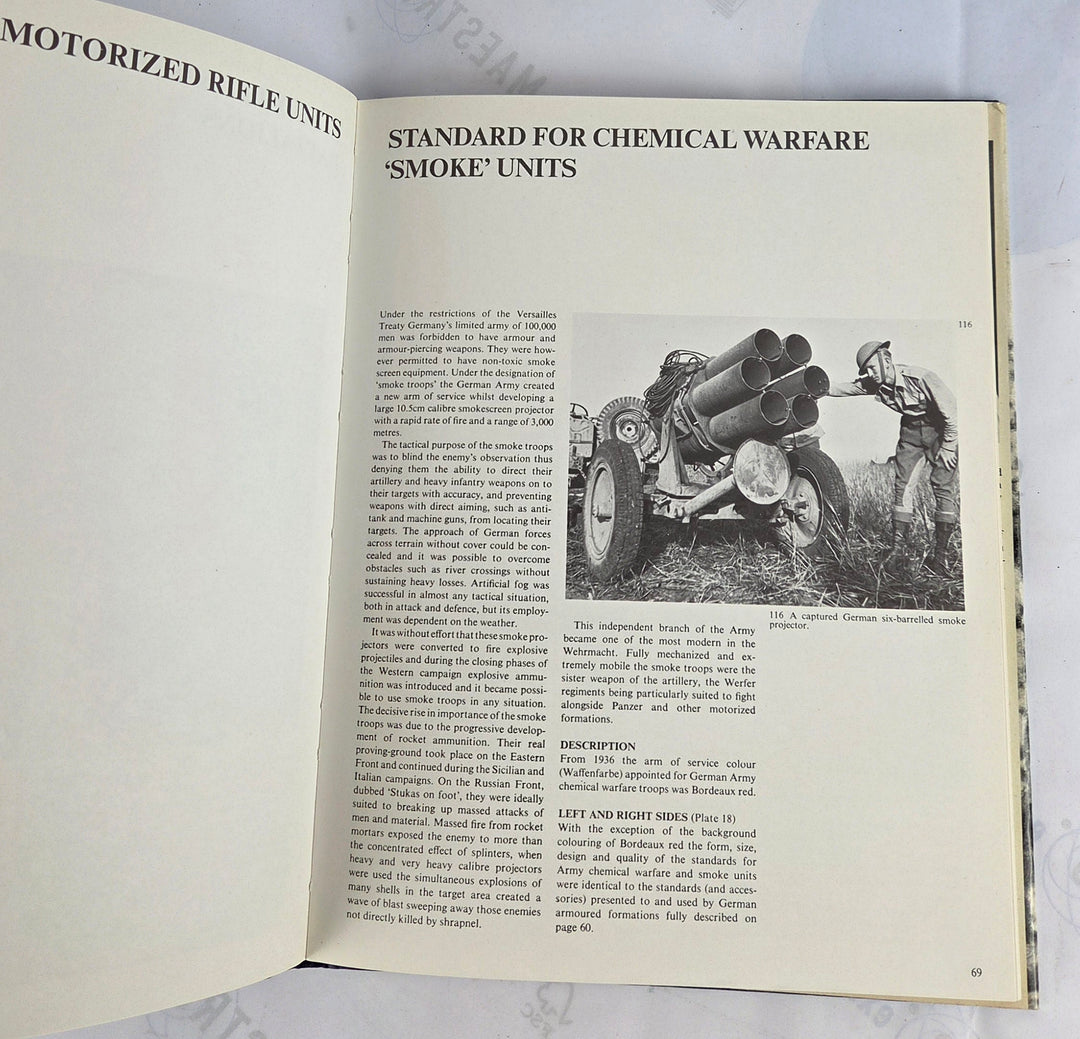 MOTORIZED RIFLE UNITS
STANDARD FOR CHEMICAL WARFARE
‘SMOKE’ UNITS
Under the restrictions of the Versailles
Treaty Germany's limited army of 100,000
men was forbidden to have armour and
armour-piercing weapons. They were how-
ever permitted to have non-toxic smoke
screen equipment. Under the designation of
‘smoke troops’ the German Army created
a new arm of service whilst developing a
large 10.5cm calibre smokescreen projector
with a rapid rate of fire and a range of 3,000
metres.
The tactical purpose of the smoke troops
was to blind the enemy's observation thus
denying them the ability to direct their
artillery and heavy infantry weapons on to
their targets with accuracy, and preventing
weapons with direct aiming, such as anti-
tank and machine guns, from locating their
targets. The approach of German forces
across terrain without cover could be con-
cealed and it was possible to overcome
obstacles such as river crossings without
sustaining heavy losses. Artificial fog was
successful in almost any tactical situation,
both in attack and defence, but its employ-
ment was dependent on the weather.
It was without effort that these smoke pro-
jectors were converted to fire explosive
projectiles and during the closing phases of
the Western campaign explosive ammu-
nition was introduced and it became possi-
ble to use smoke troops in any situation.
The decisive rise in importance of the smoke
troops was due to the progressive develop-
ment of rocket ammunition. Their real
proving-ground took place on the Eastern
Front and continued during the Sicilian and
Italian campaigns. On the Russian Front,
dubbed ‘Stukas on foot’, they were ideally
suited to breaking up massed attacks of
men and material. Massed fire from rocket
mortars exposed the enemy to more than
the concentrated effect of splinters, when
heavy and very heavy calibre projectors
were used the simultaneous explosions of
many shells in the target area created a
wave of blast sweeping away those enemies
not directly killed by shrapnel.
116
116 A captured German six-barrelled smoke
projector.
This independent branch of the Army
became one of the most modern in the
Wehrmacht. Fully mechanized and ex-
tremely mobile the smoke troops were the
sister weapon of the artillery, the Werfer
regiments being particularly suited to fight
alongside Panzer and other motorized
formations.
DESCRIPTION
From 1936 the arm of service colour
(Waffenfarbe) appointed for German Army
chemical warfare troops was Bordeaux red.
LEFT AND RIGHT SIDES (Plate 18)
With the exception of the background
colouring of Bordeaux red the form, size,
design and quality of the standards for
Army chemical warfare and smoke units
were identical to the standards (and acces-
sories) presented to and used by German
armoured formations fully described on
page 60.
69